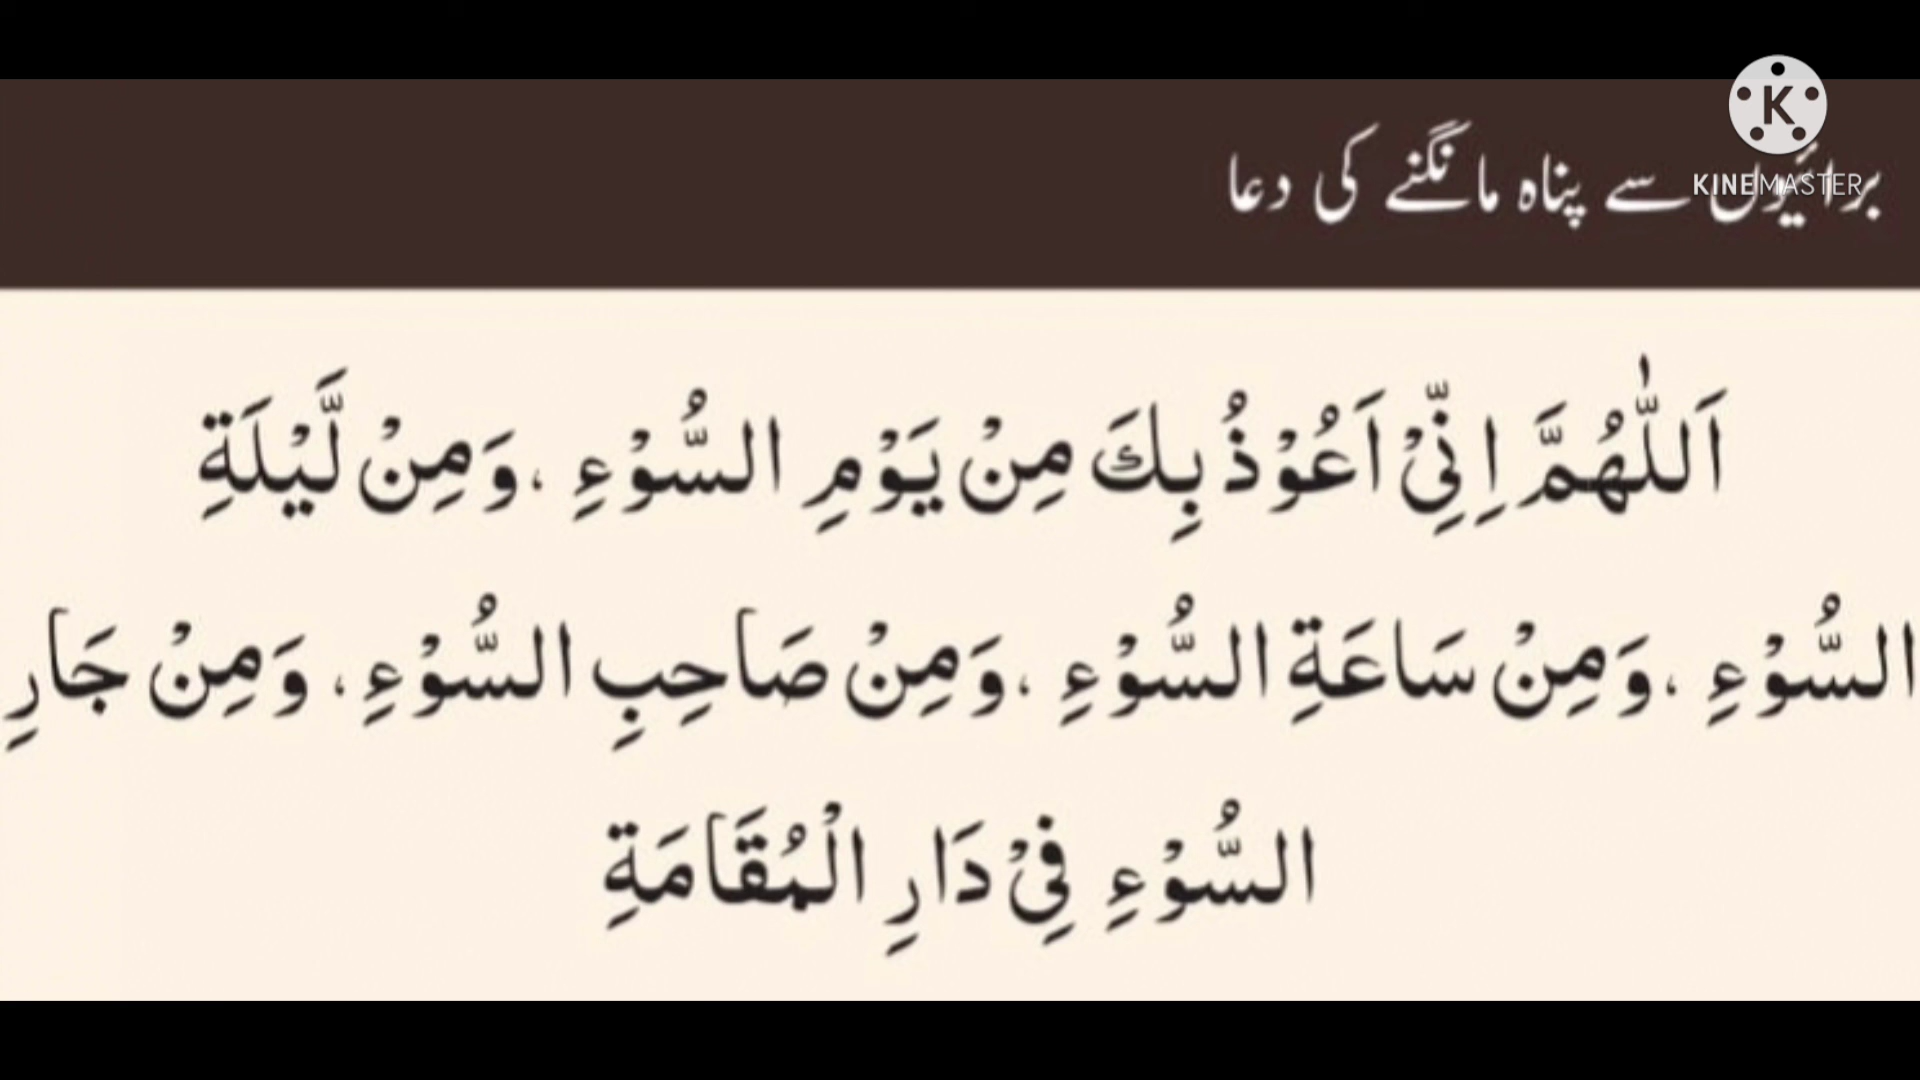 KINEMASTER
برائیوں سے پناہ مانگنے کی دعا
اَللّٰهُمَّ اِنِّىْ اَعُوْذُ بِكَ مِنْ يَوْمِ السُّوْءِ ، وَمِنْ لَّيْلَةِ
السُّوْءِ ، وَمِنْ سَاعَةِ السُّوْءِ ، وَمِنْ صَاحِبِ السُّوْءِ ، وَمِنْ جَارِ
السُّوْءِ فِىْ دَارِ الْمُقَامَةِ